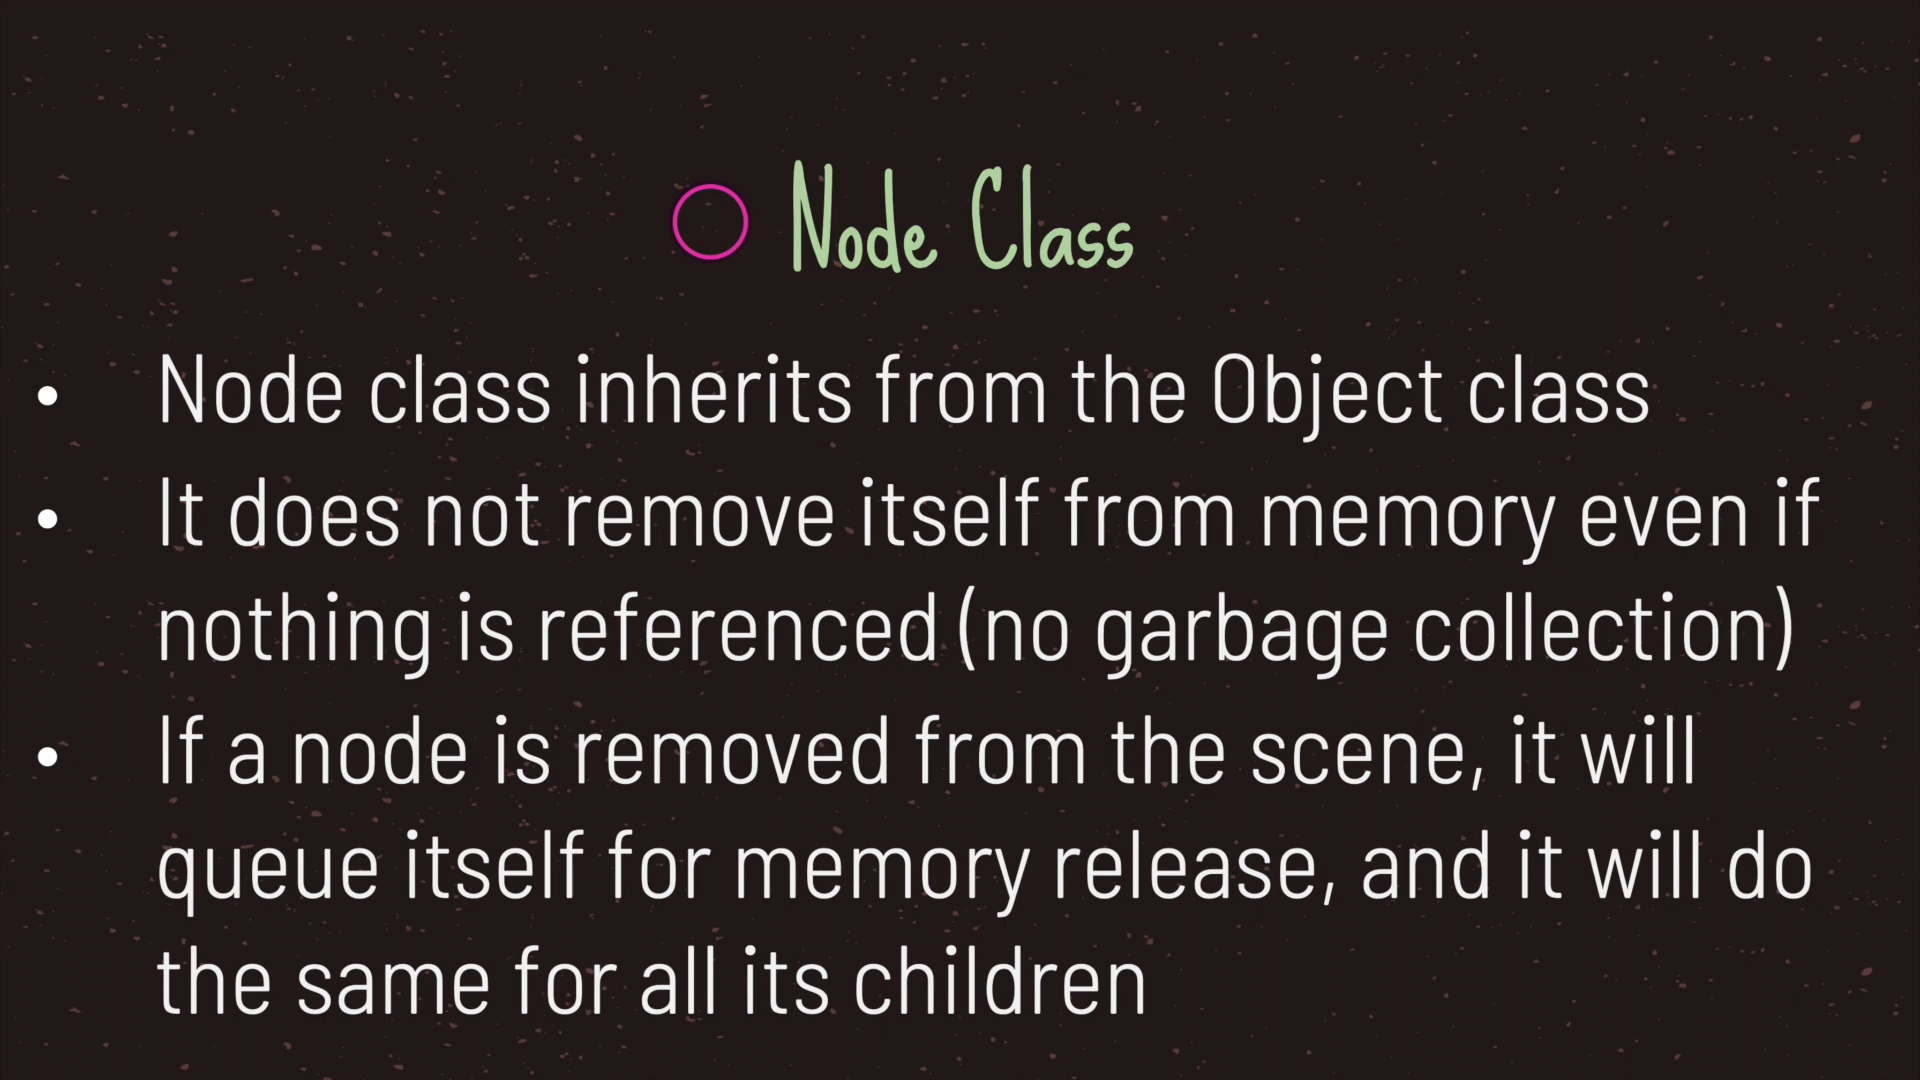 Node Class
• Node class inherits from the Object class
• It does not remove itself from memory even if
nothing is referenced (no garbage collection)
• If a node is removed from the scene, it will
queue itself for memory release, and it will do
the same for all its children